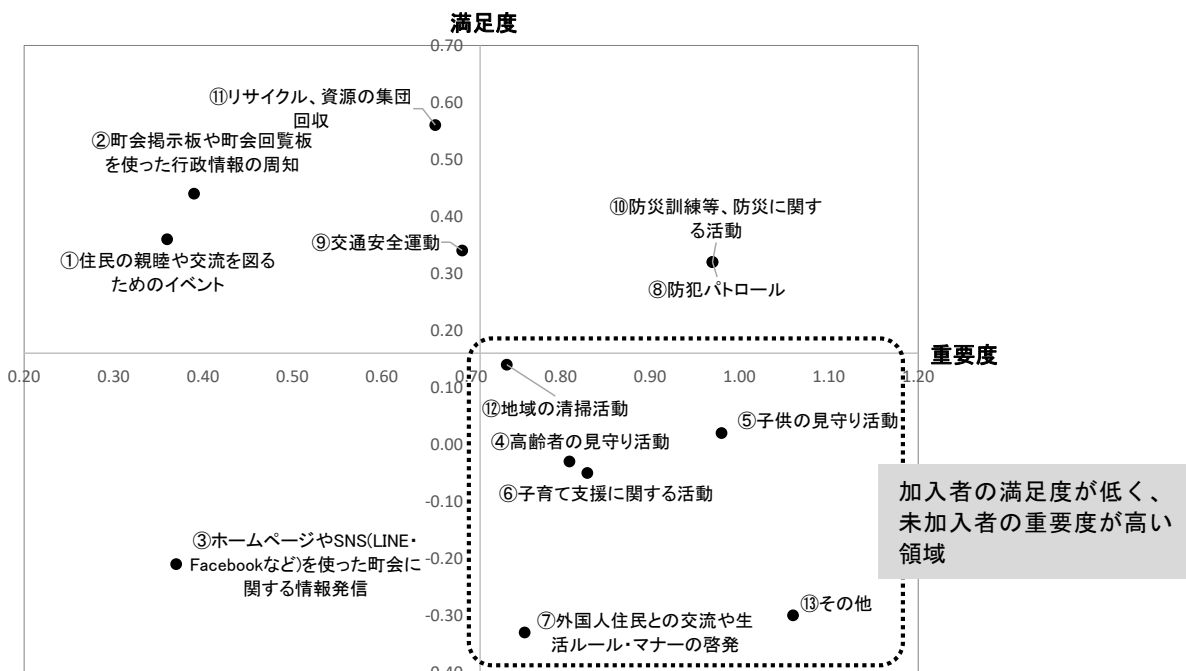 満足度
0.70
⑪リサイクル、資源の集団
回収
0.60
②町会掲示板や町会回覧板
を使った行政情報の周知
0.50
⑩防災訓練等、防災に関す
る活動
0.40
⑨交通安全運動
①住民の親睦や交流を図る
ためのイベント
0.30
⑧防犯パトロール
0.20
重要度
0.20 0.30 0.40 0.50 0.60 0.70 0.80 0.90 1.00 1.10 1.20
0.10
⑫地域の清掃活動
⑤子供の見守り活動
④高齢者の見守り活動
0.00
⑥子育て支援に関する活動
-0.10
加入者の満足度が低く、
未加入者の重要度が高い
領域
③ホームページやSNS(LINE・
Facebookなど)を使った町会に
関する情報発信
-0.20
⑬その他
-0.30
⑦外国人住民との交流や生
活ルール・マナーの啓発
-0.40